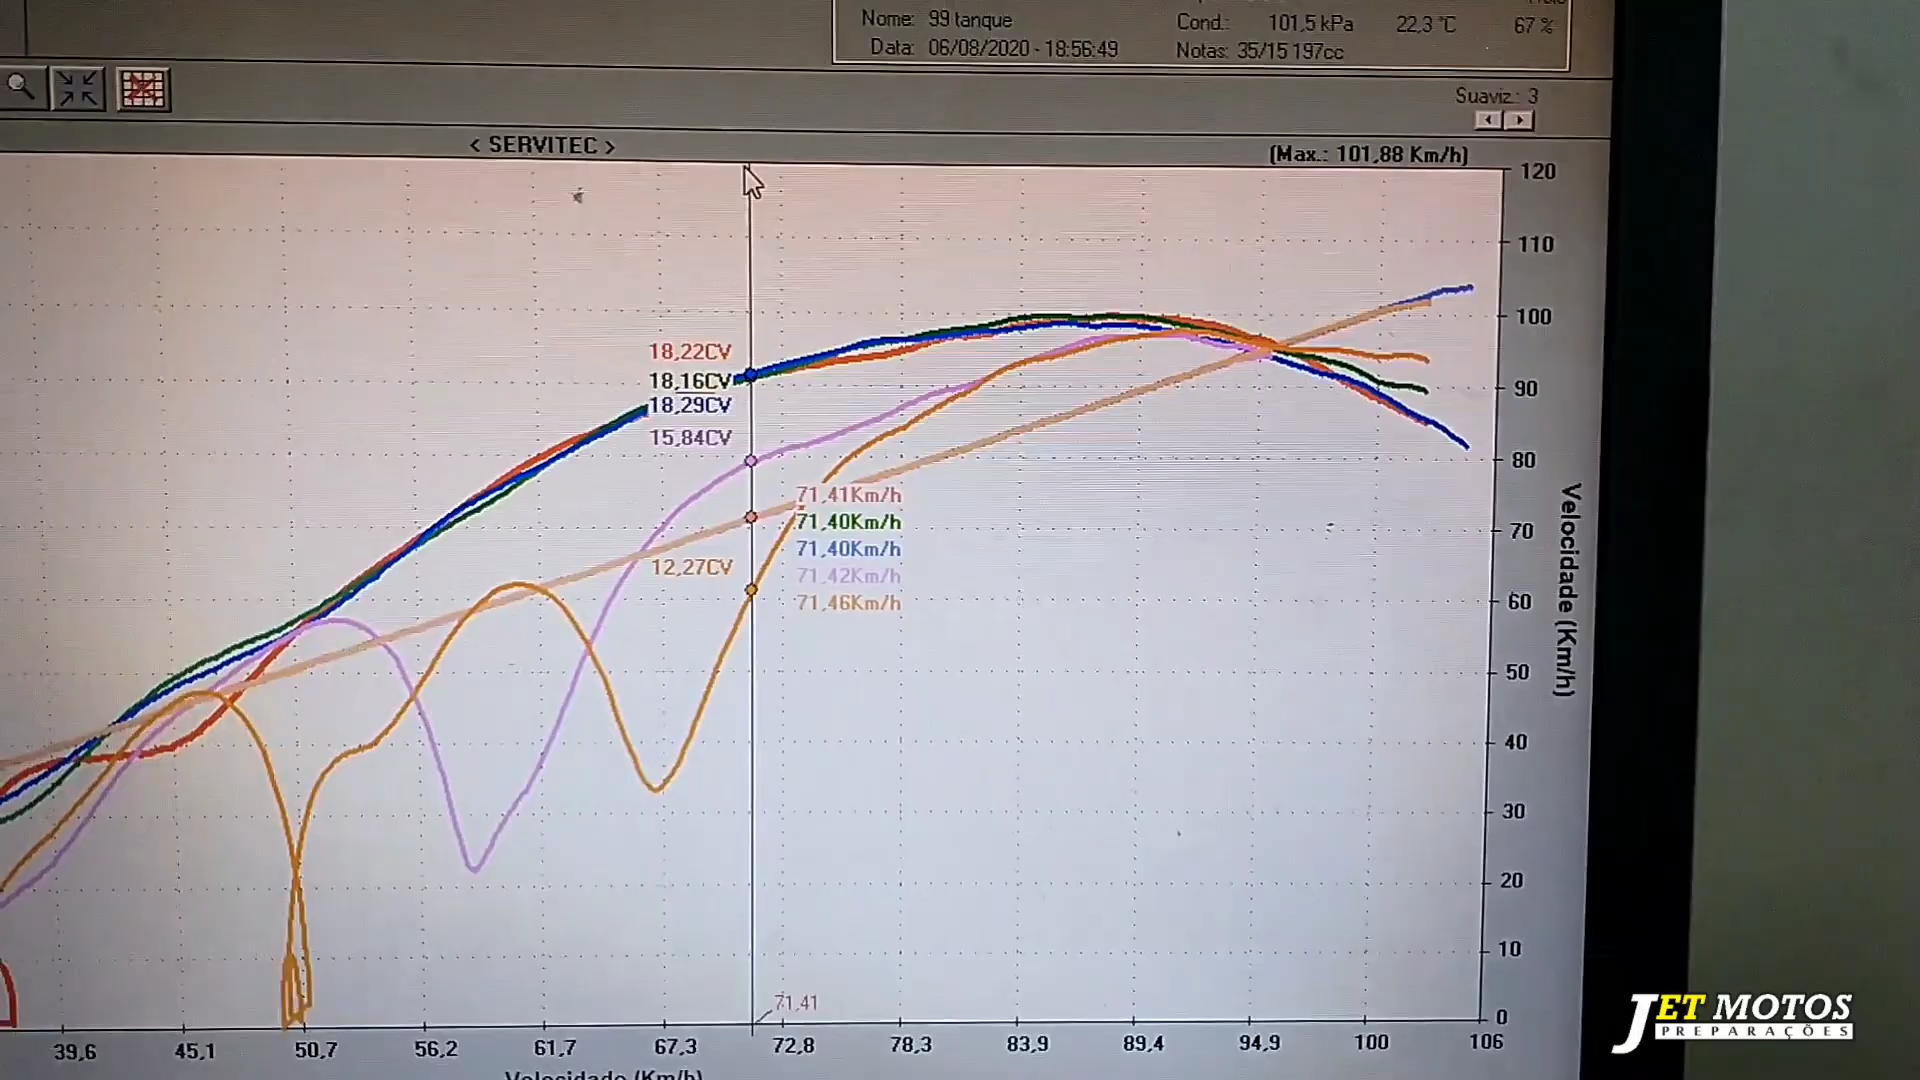 Nome: 99 tanque
Cond.: 101,5 kPa 22,3 °C 67 %
Data: 06/08/2020 - 18:56:49
Notas: 35/15 197cc
Suaviz.: 3
< SERVITEC >
(Max.: 101,88 Km/h)
120
110
100
90
80
70
60
50
40
30
20
10
0
Velocidade (Km/h)
18,22CV
18,16CV
18,29CV
15,84CV
12,27CV
71,41Km/h
71,40Km/h
71,40Km/h
71,42Km/h
71,46Km/h
71,41
39,6 45,1 50,7 56,2 61,7 67,3 72,8 78,3 83,9 89,4 94,9 100 106
Velocidade (Km/h)
JET MOTOS
PREPARAÇÕES